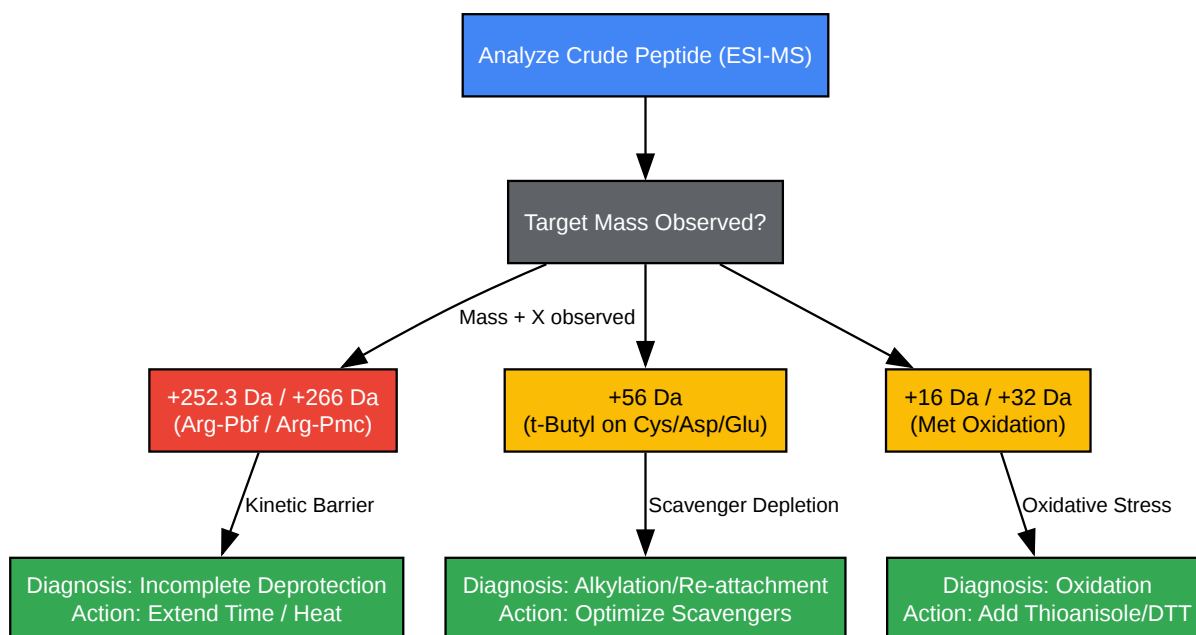 Analyze Crude Peptide (ESI-MS)
Target Mass Observed?
Mass + X observed
+252.3 Da / +266 Da
(Arg-Pbf / Arg-Pmc)
+56 Da
(t-Butyl on Cys/Asp/Glu)
+16 Da / +32 Da
(Met Oxidation)
Kinetic Barrier
Scavenger Depletion
Oxidative Stress
Diagnosis: Incomplete Deprotection
Action: Extend Time / Heat
Diagnosis: Alkylation/Re-attachment
Action: Optimize Scavengers
Diagnosis: Oxidation
Action: Add Thioanisole/DTT